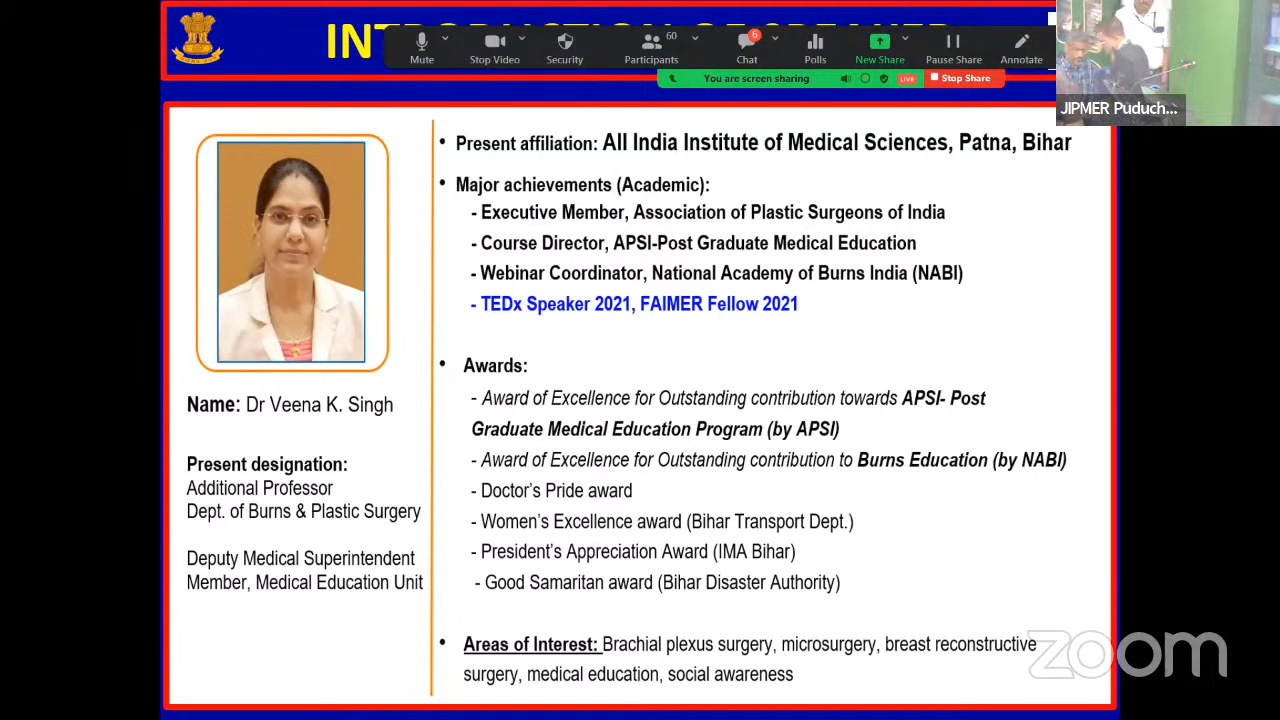 INTRODUCTION OF SPEAKER
Mute
Stop Video
Security
60
Participants
6
Chat
Polls
New Share
Pause Share
Annotate
You are screen sharing
LIVE
Stop Share
JIPMER Puduch...
• Present affiliation: All India Institute of Medical Sciences, Patna, Bihar
• Major achievements (Academic):
- Executive Member, Association of Plastic Surgeons of India
- Course Director, APSI-Post Graduate Medical Education
- Webinar Coordinator, National Academy of Burns India (NABI)
- TEDx Speaker 2021, FAIMER Fellow 2021
• Awards:
- Award of Excellence for Outstanding contribution towards APSI- Post
Graduate Medical Education Program (by APSI)
- Award of Excellence for Outstanding contribution to Burns Education (by NABI)
- Doctor's Pride award
- Women's Excellence award (Bihar Transport Dept.)
- President's Appreciation Award (IMA Bihar)
- Good Samaritan award (Bihar Disaster Authority)
• Areas of Interest: Brachial plexus surgery, microsurgery, breast reconstructive
surgery, medical education, social awareness
Name: Dr Veena K. Singh
Present designation:
Additional Professor
Dept. of Burns & Plastic Surgery
Deputy Medical Superintendent
Member, Medical Education Unit
zoom